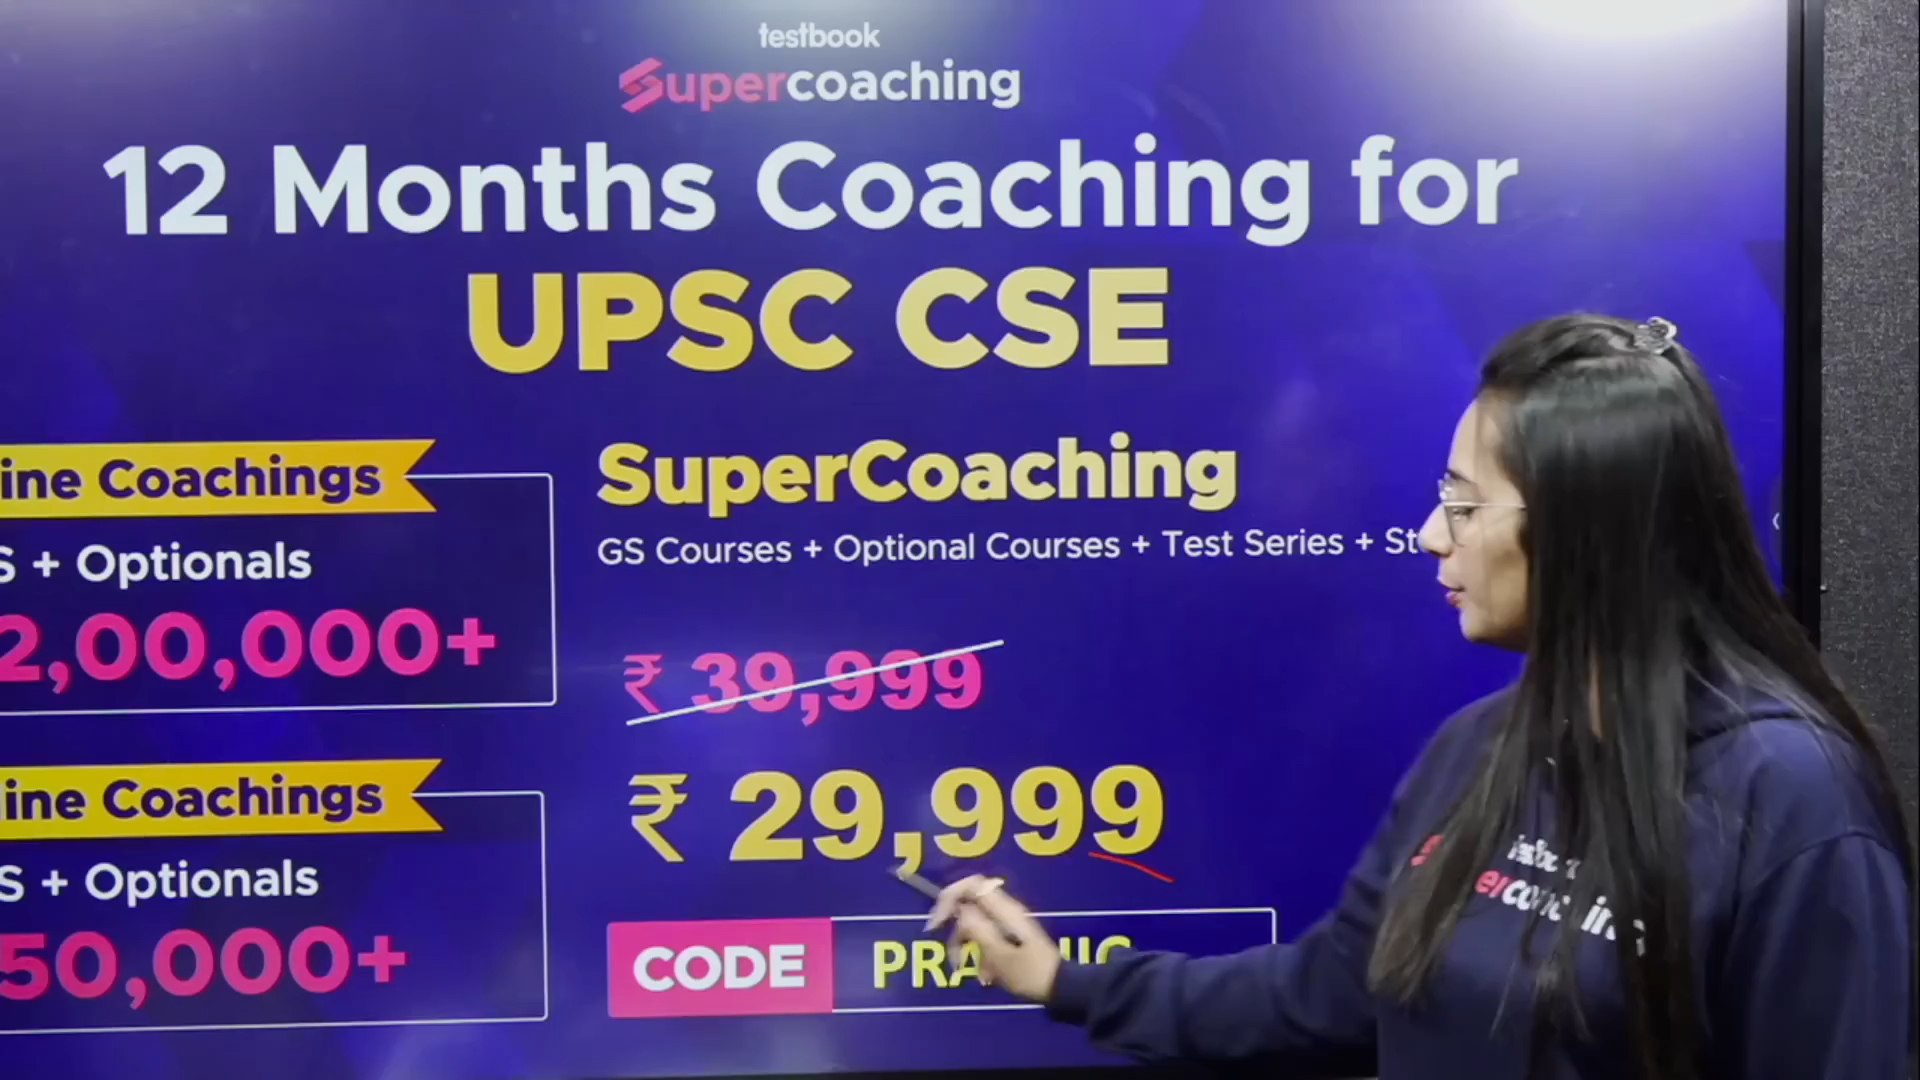 testbook
Supercoaching
12 Months Coaching for
UPSC CSE
ine Coachings
S + Optionals
2,00,000+
ine Coachings
S + Optionals
50,000+
SuperCoaching
GS Courses + Optional Courses + Test Series +
₹ 39,999
₹ 29,999
CODE